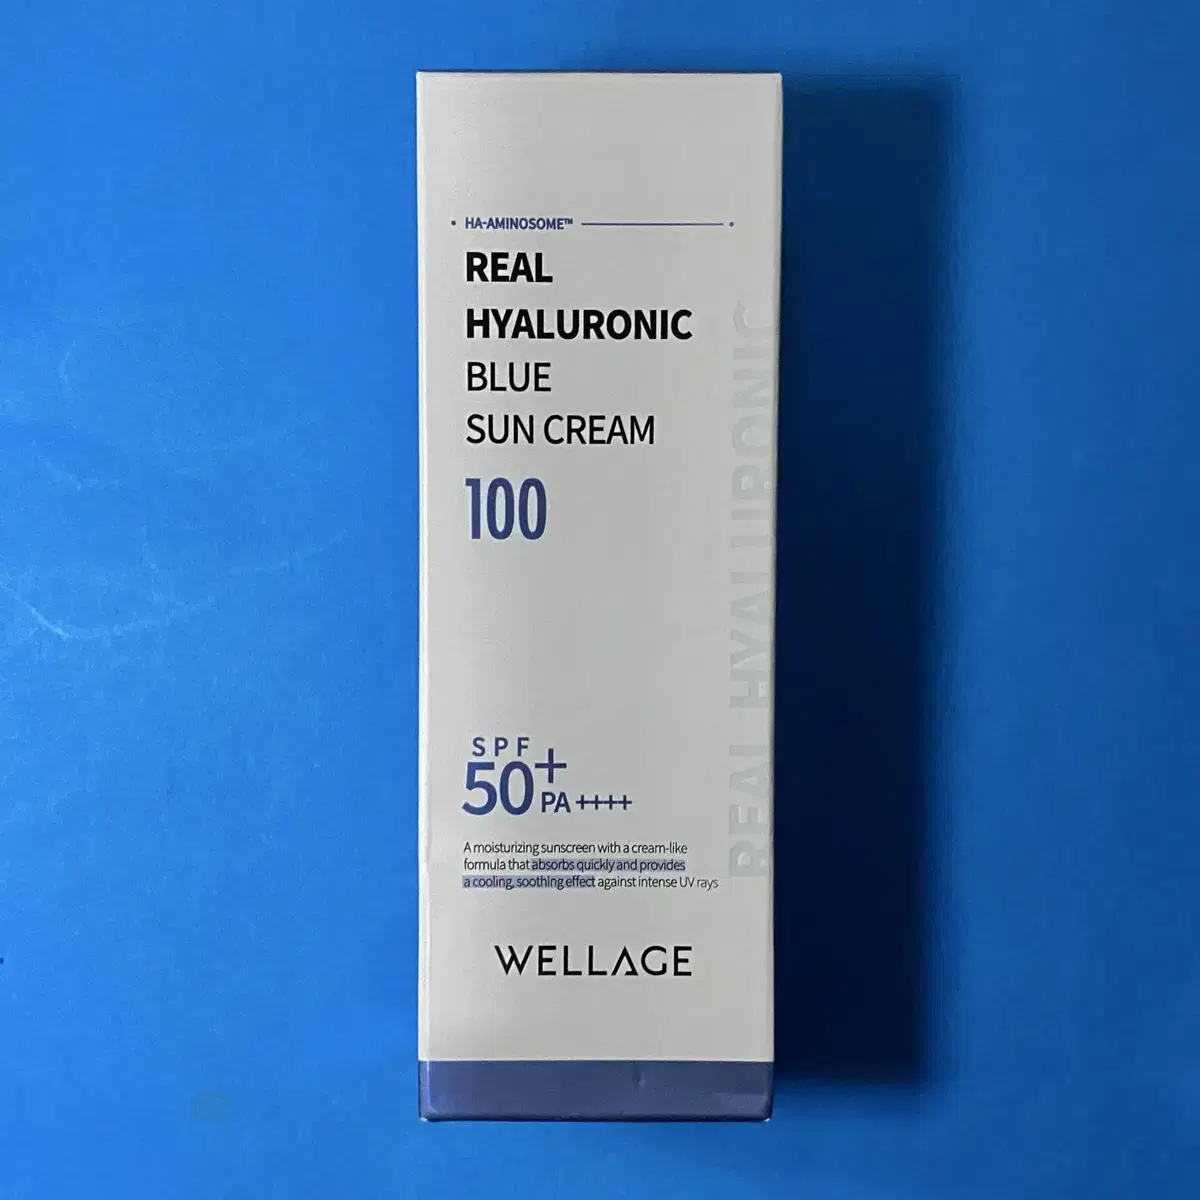 HA-AMINOSOME™
REAL
HYALURONIC
BLUE
SUN CREAM
100
SPF
50+
PA ++++
A moisturizing sunscreen with a cream-like
formula that absorbs quickly and provides
a cooling, soothing effect against intense UV rays
WELLAGE
REAL HYALURONIC